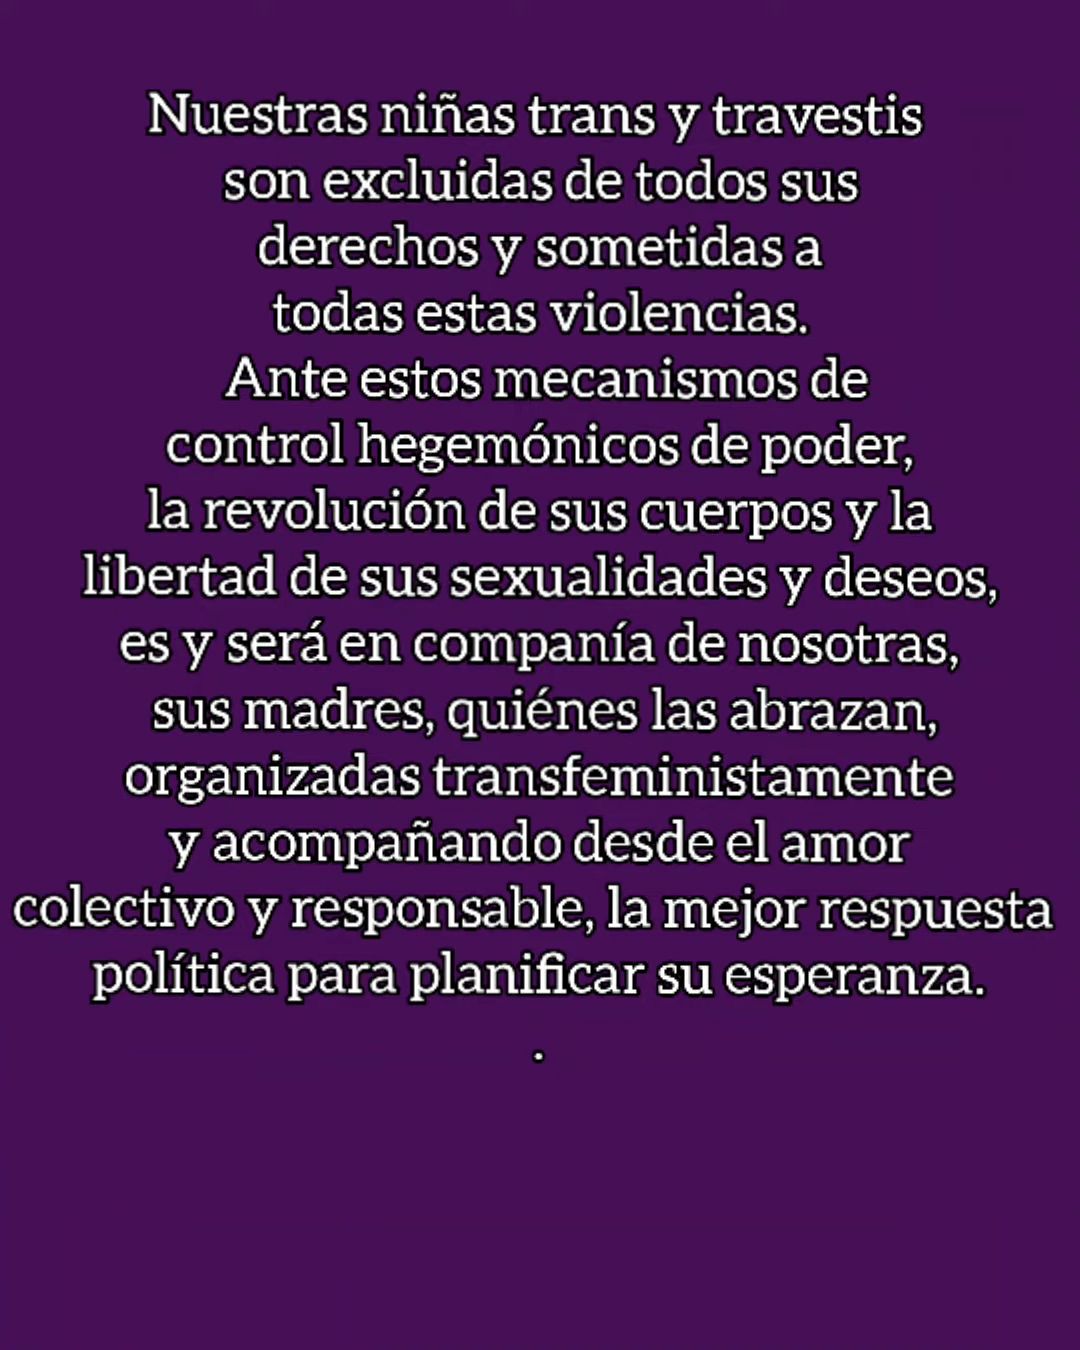 Nuestras niñas trans y travestis
son excluidas de todos sus
derechos y sometidas a
todas estas violencias.
Ante estos mecanismos de
control hegemónicos de poder,
la revolución de sus cuerpos y la
libertad de sus sexualidades y deseos,
es y será en companía de nosotras,
sus madres, quiénes las abrazan,
organizadas transfeministamente
y acompañando desde el amor
colectivo y responsable, la mejor respuesta
política para planificar su esperanza.
.